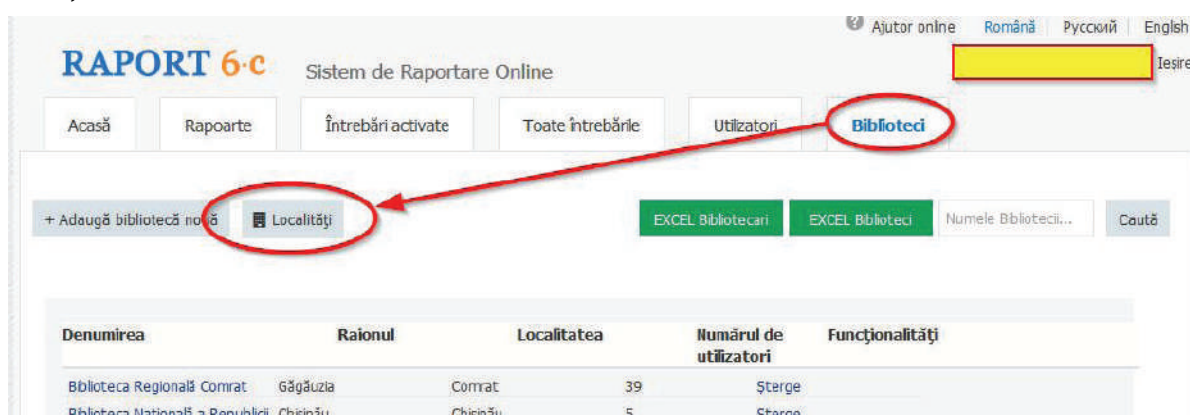 Ajutor online Română Русский English
RAPORT 6·c Sistem de Raportare Online Ieșire
Acasă Rapoarte Întrebări activate Toate întrebările Utilizatori Biblioteci
+ Adaugă bibliotecă nouă Localități EXCEL Bibliotecari EXCEL Biblioteci Numele Bibliotecii... Caută
Denumirea Raionul Localitatea Numărul de utilizatori Funcționalități
Biblioteca Regională Comrat Găgăuzia Comrat 39 Șterge
Biblioteca Națională a Republicii Chișinău Chișinău 5 Șterge